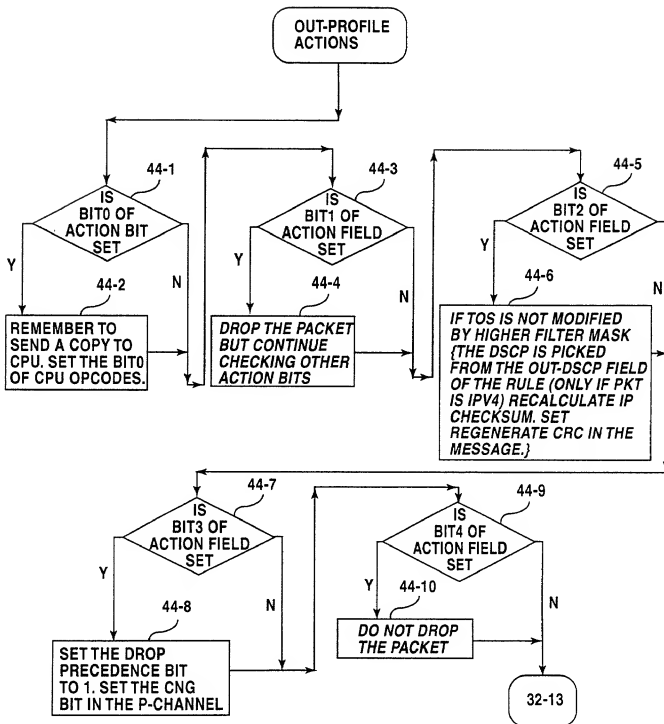 OUT-PROFILE
ACTIONS
44-1
IS
BIT0 OF
ACTION BIT
SET
Y
N
44-2
REMEMBER TO
SEND A COPY TO
CPU. SET THE BIT0
OF CPU OPCODES.
44-3
IS
BIT1 OF
ACTION FIELD
SET
Y
N
44-4
DROP THE PACKET
BUT CONTINUE
CHECKING OTHER
ACTION BITS
44-5
IS
BIT2 OF
ACTION FIELD
SET
Y
N
44-6
IF TOS IS NOT MODIFIED
BY HIGHER FILTER MASK
{THE DSCP IS PICKED
FROM THE OUT-DSCP FIELD
OF THE RULE (ONLY IF PKT
IS IPV4) RECALCULATE IP
CHECKSUM. SET
REGENERATE CRC IN THE
MESSAGE.}
44-7
IS
BIT3 OF
ACTION FIELD
SET
Y
N
44-8
SET THE DROP
PRECEDENCE BIT
TO 1. SET THE CNG
BIT IN THE P-CHANNEL
44-9
IS
BIT4 OF
ACTION FIELD
SET
Y
N
44-10
DO NOT DROP
THE PACKET
32-13